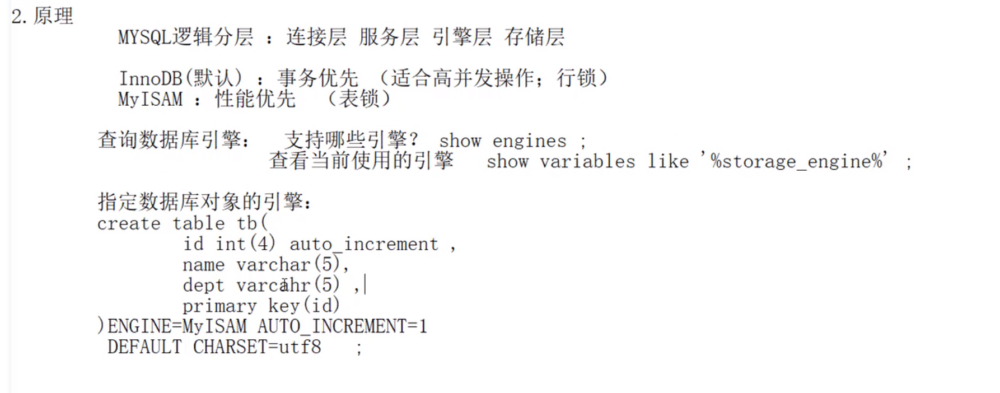 2.原理
MYSQL逻辑分层 ：连接层 服务层 引擎层 存储层
InnoDB(默认) ：事务优先 （适合高并发操作；行锁）
MyISAM ：性能优先 （表锁）
查询数据库引擎： 支持哪些引擎？ show engines ;
查看当前使用的引擎 show variables like '%storage_engine%' ;
指定数据库对象的引擎：
create table tb(
id int(4) auto_increment ,
name varchar(5),
dept varcahr(5) ,
primary key(id)
)ENGINE=MyISAM AUTO_INCREMENT=1
DEFAULT CHARSET=utf8 ;